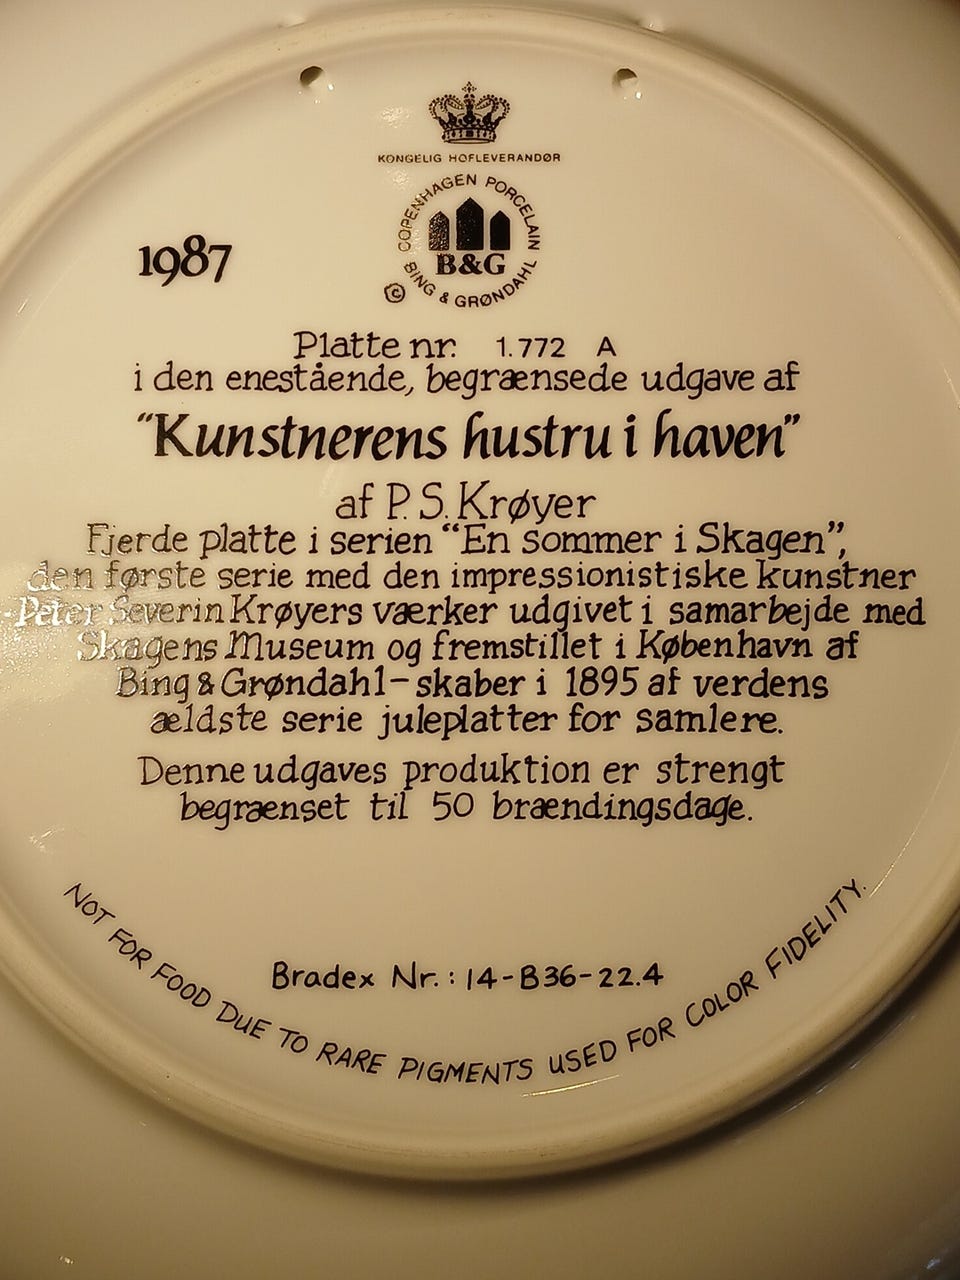 KONGELIG HOFLEVERANDØR
COPENHAGEN PORCELAIN
B&G
© BING & GRØNDAHL
1987
Platte nr. 1.772 A
i den enestående, begrænsede udgave af
"Kunstnerens hustru i haven"
af P. S. Krøyer
Fjerde platte i serien "En sommer i Skagen",
den første serie med den impressionistiske kunstner
Peter Severin Krøyers værker udgivet i samarbejde med
Skagens Museum og fremstillet i København af
Bing & Grøndahl - skaber i 1895 af verdens
ældste serie juleplatter for samlere.
Denne udgaves produktion er strengt
begrænset til 50 brændingsdage.
Bradex Nr.: 14-B36-22.4
NOT FOR FOOD DUE TO RARE PIGMENTS USED FOR COLOR FIDELITY.